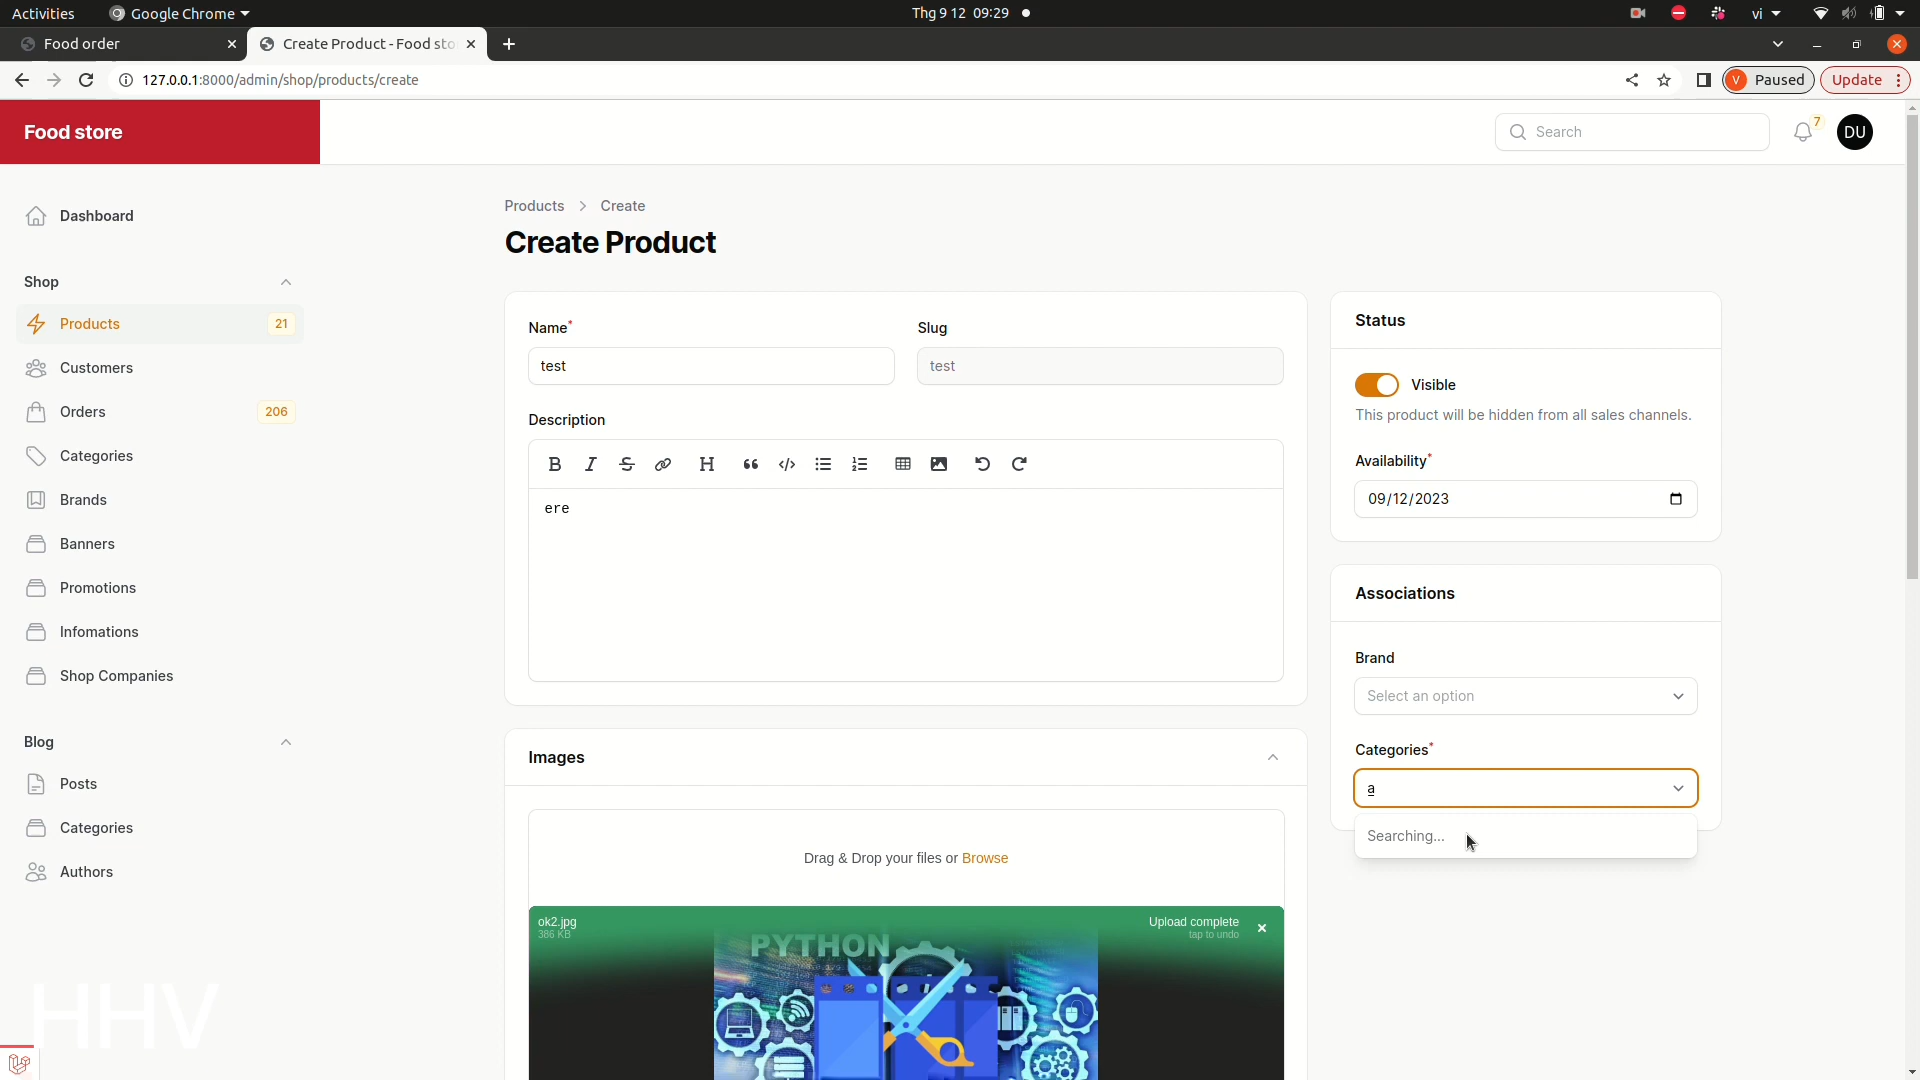 Activities Google Chrome Thg 9 12 09:29 vi
Food order Create Product - Food sto
127.0.0.1:8000/admin/shop/products/create V Paused Update
Food store Search 7 DU
Dashboard
Shop
Products 21
Customers
Orders 206
Categories
Brands
Banners
Promotions
Infomations
Shop Companies
Blog
Posts
Categories
Authors
HHV
Products > Create
Create Product
Name* Slug
test test
Description
ere
Images
Drag & Drop your files or Browse
ok2.jpg Upload complete
386 KB tap to undo
PYTHON
Status
Visible
This product will be hidden from all sales channels.
Availability*
09/12/2023
Associations
Brand
Select an option
Categories*
a
Searching...